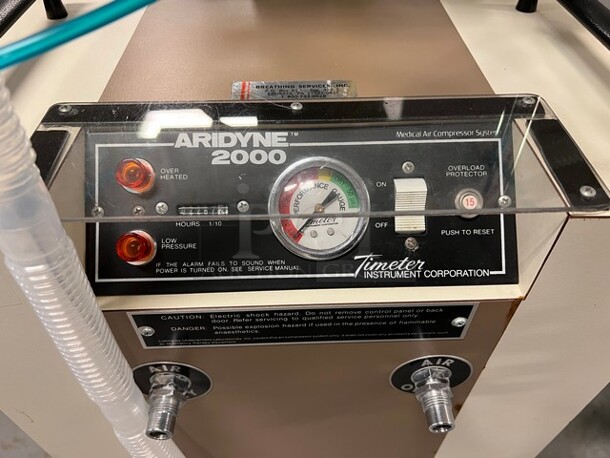 BREATHING SERVICES, INC.
ARIDYNE™
2000
Medical Air Compressor System
OVER
HEATED
HOURS 1/10
LOW
PRESSURE
IF THE ALARM FAILS TO SOUND WHEN
POWER IS TURNED ON, SEE SERVICE MANUAL.
PERFORMANCE GAUGE
Timeter
ON
OFF
OVERLOAD
PROTECTOR
15
PUSH TO RESET
Timeter
INSTRUMENT CORPORATION
CAUTION: Electric shock hazard. Do not remove control panel or back
door. Refer servicing to qualified service personnel only.
DANGER: Possible explosion hazard if used in the presence of flammable
anaesthetics.
AIR
AIR